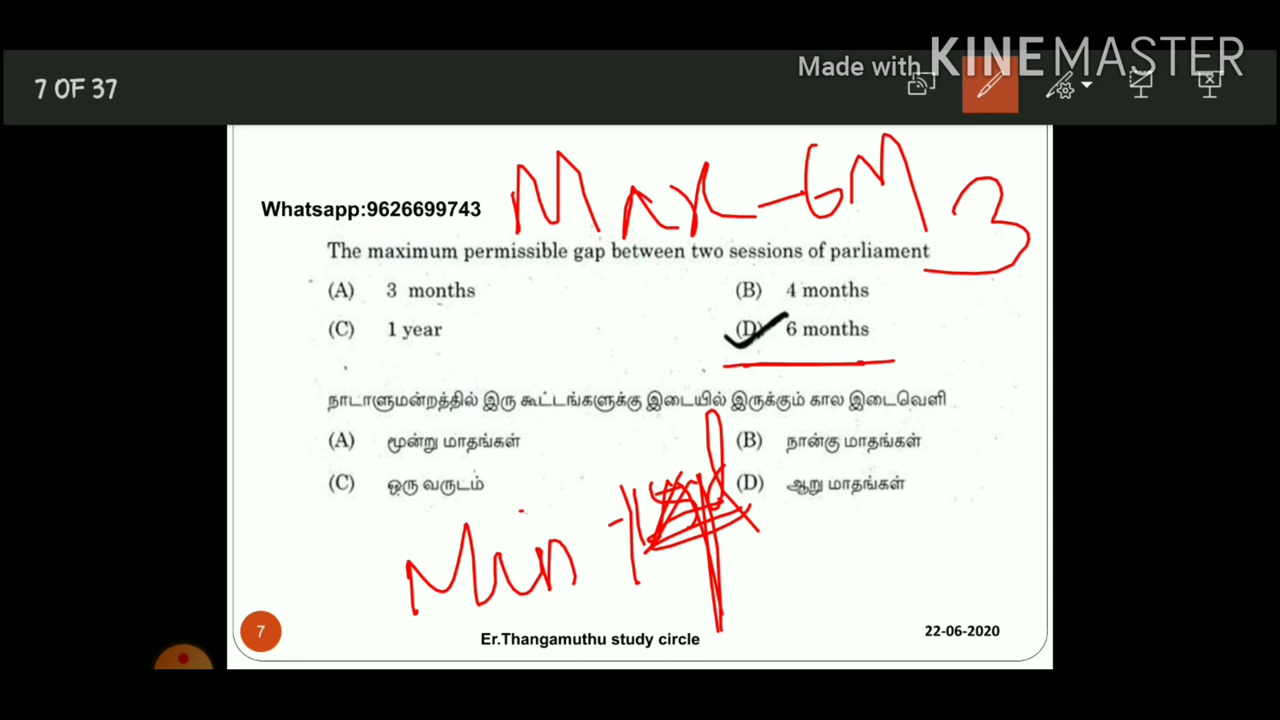 Made with KINEMASTER
7 OF 37
Max - 6M
3
Whatsapp:9626699743
The maximum permissible gap between two sessions of parliament
(A) 3 months (B) 4 months
(C) 1 year (D) 6 months
நாடாளுமன்றத்தில் இரு கூட்டங்களுக்கு இடையில் இருக்கும் கால இடைவெளி
(A) மூன்று மாதங்கள் (B) நான்கு மாதங்கள்
(C) ஒரு வருடம் (D) ஆறு மாதங்கள்
Min
7
Er.Thangamuthu study circle
22-06-2020